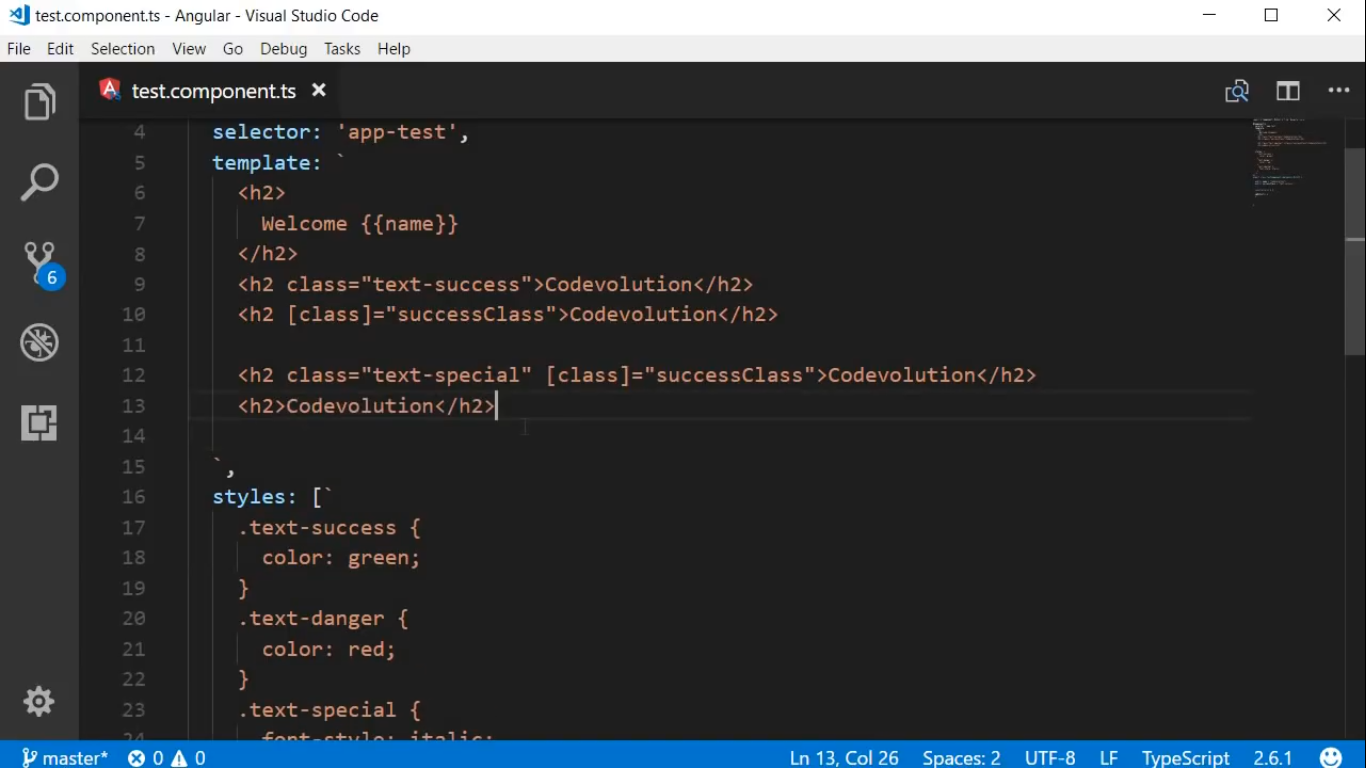 test.component.ts - Angular - Visual Studio Code
File Edit Selection View Go Debug Tasks Help
test.component.ts
4 selector: 'app-test',
5 template: `
6 <h2>
7 Welcome {{name}}
8 </h2>
9 <h2 class="text-success">Codevolution</h2>
10 <h2 [class]="successClass">Codevolution</h2>
11
12 <h2 class="text-special" [class]="successClass">Codevolution</h2>
13 <h2>Codevolution</h2>
14
15 `,
16 styles: [`
17 .text-success {
18 color: green;
19 }
20 .text-danger {
21 color: red;
22 }
23 .text-special {
24 font-style: italic;
6
master* 0 0 Ln 13, Col 26 Spaces: 2 UTF-8 LF TypeScript 2.6.1